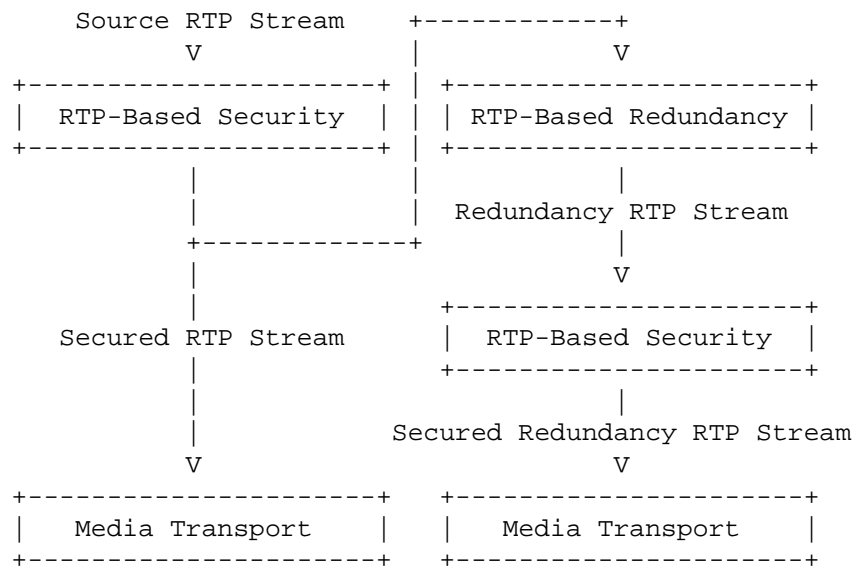 Source RTP Stream
V V
RTP-Based Security RTP-Based Redundancy
Redundancy RTP Stream
V
Secured RTP Stream RTP-Based Security
Secured Redundancy RTP Stream
V V
Media Transport Media Transport